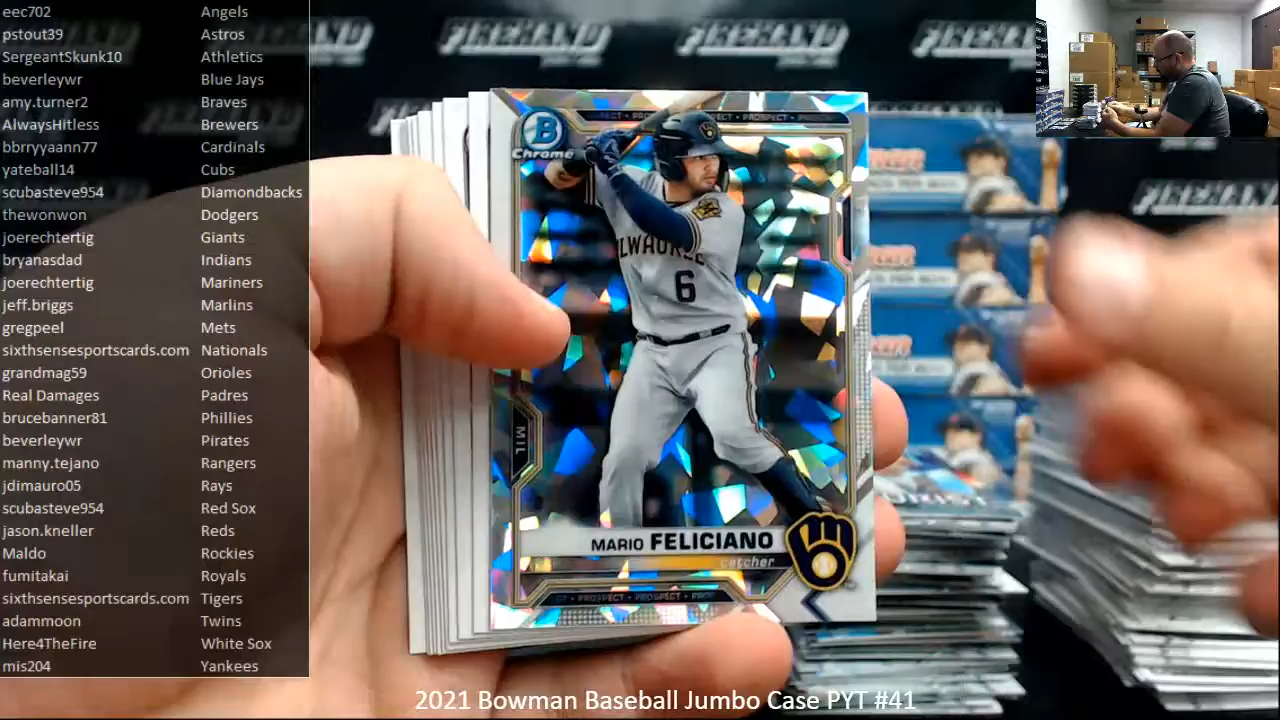 eec702 Angels
pstout39 Astros
SergeantSkunk10 Athletics
beverleywr Blue Jays
amy.turner2 Braves
AlwaysHitless Brewers
bbrryyaann77 Cardinals
yateball14 Cubs
scubasteve954 Diamondbacks
thewonwon Dodgers
joerechtertig Giants
bryanasdad Indians
joerechtertig Mariners
jeff.briggs Marlins
gregpeel Mets
sixthsensesportscards.com Nationals
grandmag59 Orioles
Real Damages Padres
brucebanner81 Phillies
beverleywr Pirates
manny.tejano Rangers
jdimauro05 Rays
scubasteve954 Red Sox
jason.kneller Reds
Maldo Rockies
fumitakai Royals
sixthsensesportscards.com Tigers
adammoon Twins
Here4TheFire White Sox
mis204 Yankees
FIREHAND FIREHAND
B
Chrome
PROSPECT
6
MIL
MARIO FELICIANO
catcher
PROSPECT • PROSPECT
2021 Bowman Baseball Jumbo Case PYT #41